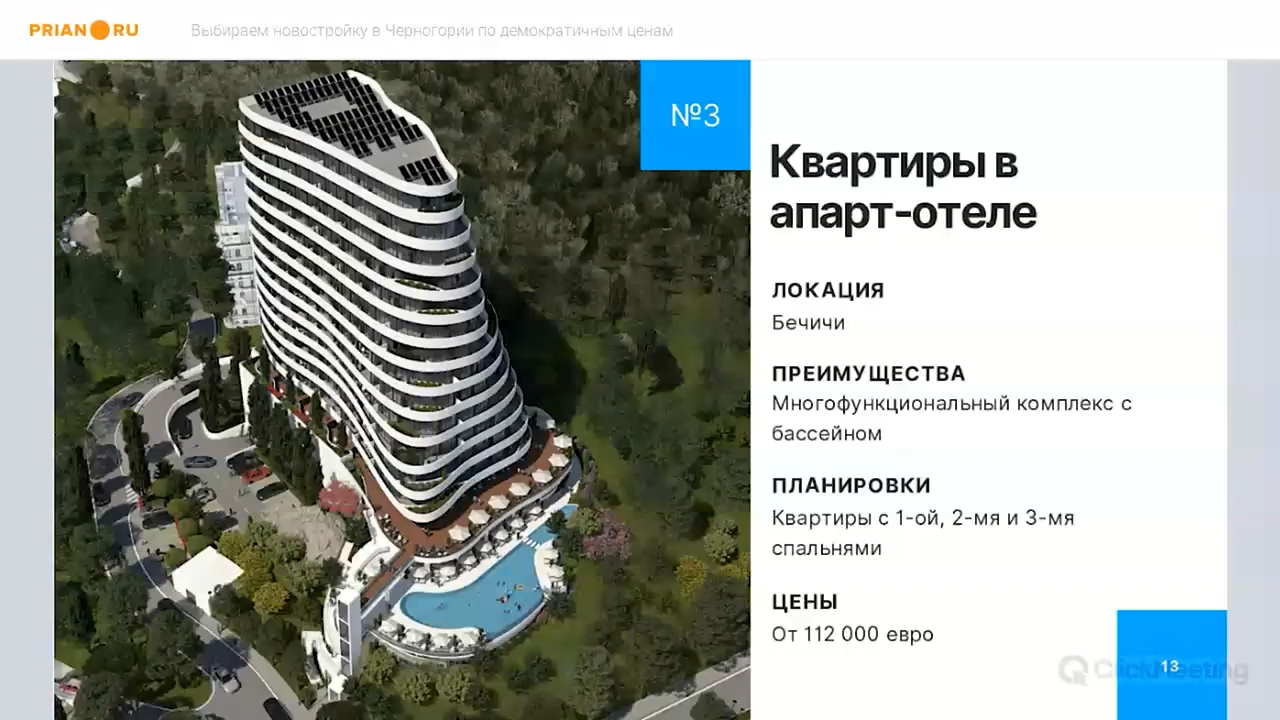 PRIAN RU
Выбираем новостройку в Черногории по демократичным ценам
№3
Квартиры в
апарт-отеле
ЛОКАЦИЯ
Бечичи
ПРЕИМУЩЕСТВА
Многофункциональный комплекс с
бассейном
ПЛАНИРОВКИ
Квартиры с 1-ой, 2-мя и 3-мя
спальнями
ЦЕНЫ
От 112 000 евро
13
ClickMeeting